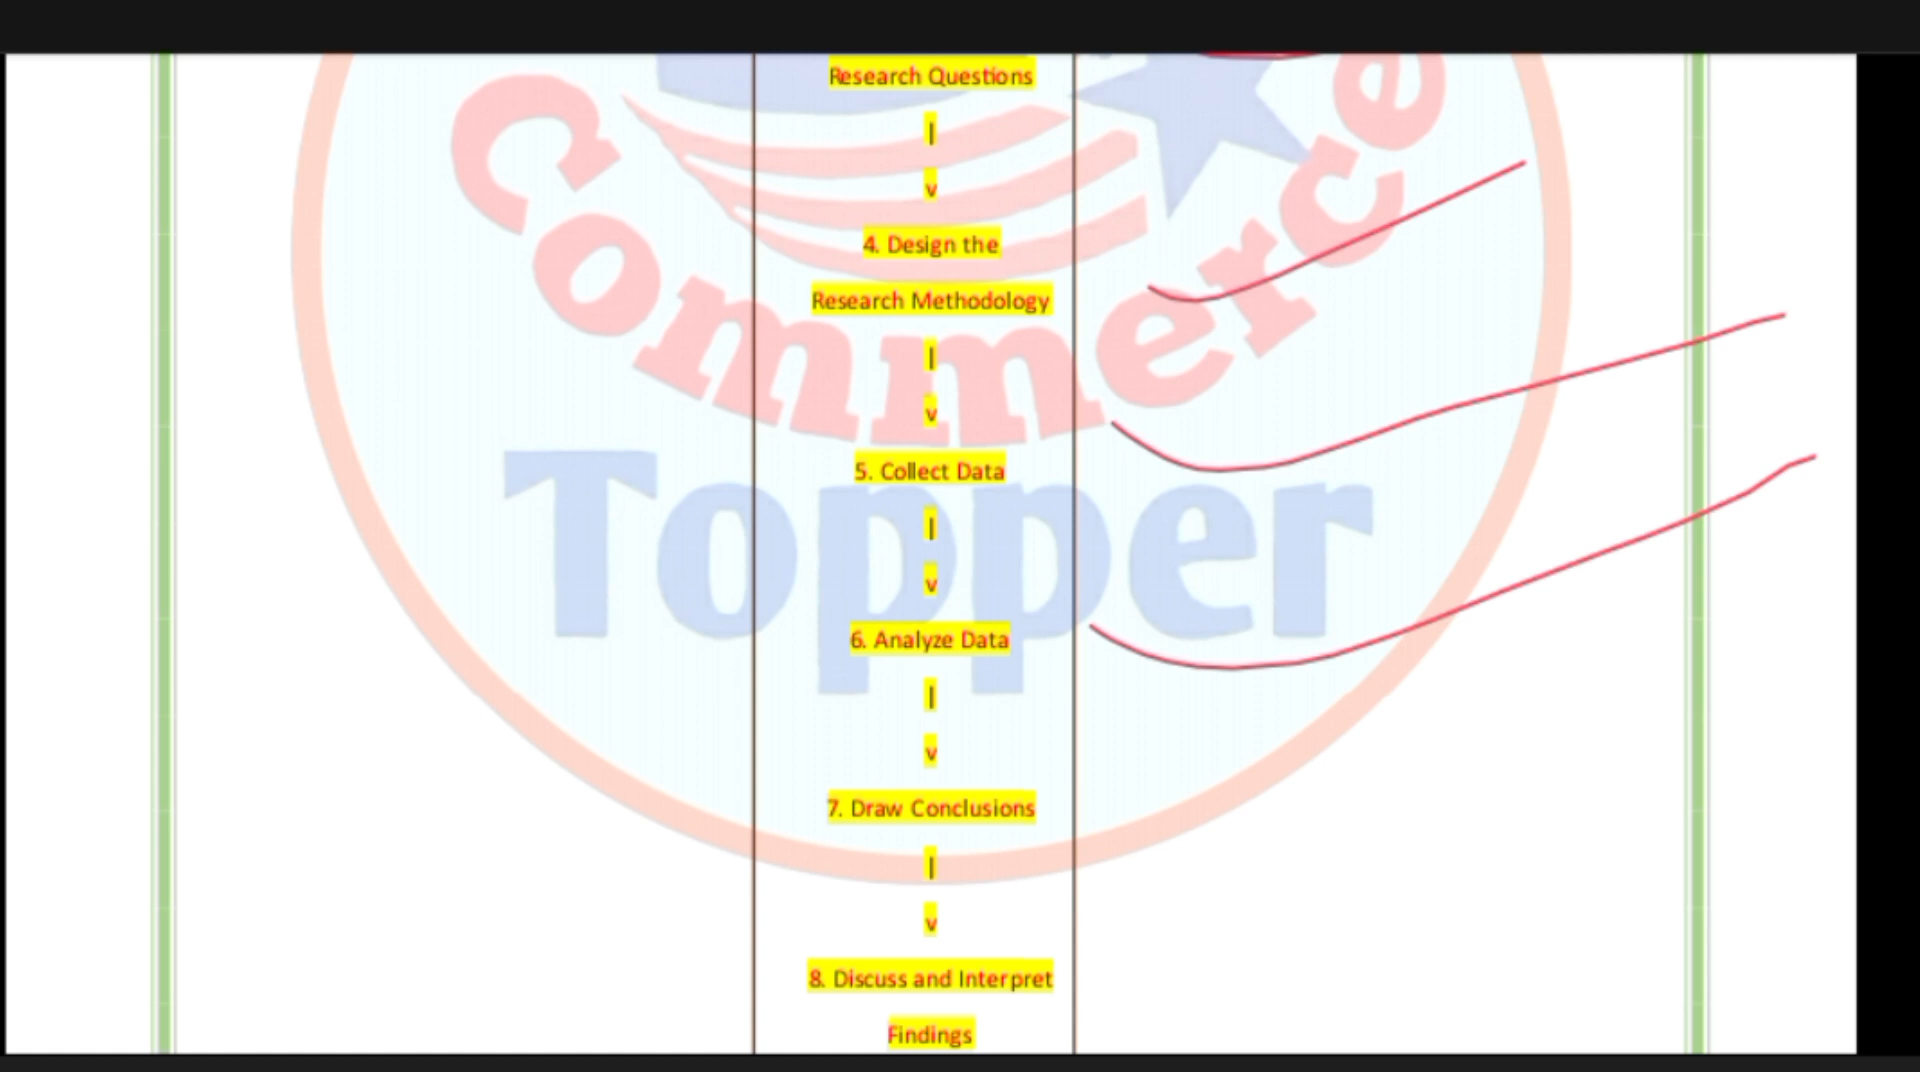 Research Questions
|
v
4. Design the
Research Methodology
|
v
5. Collect Data
|
v
6. Analyze Data
|
v
7. Draw Conclusions
|
v
8. Discuss and Interpret
Findings
Commerce
Topper